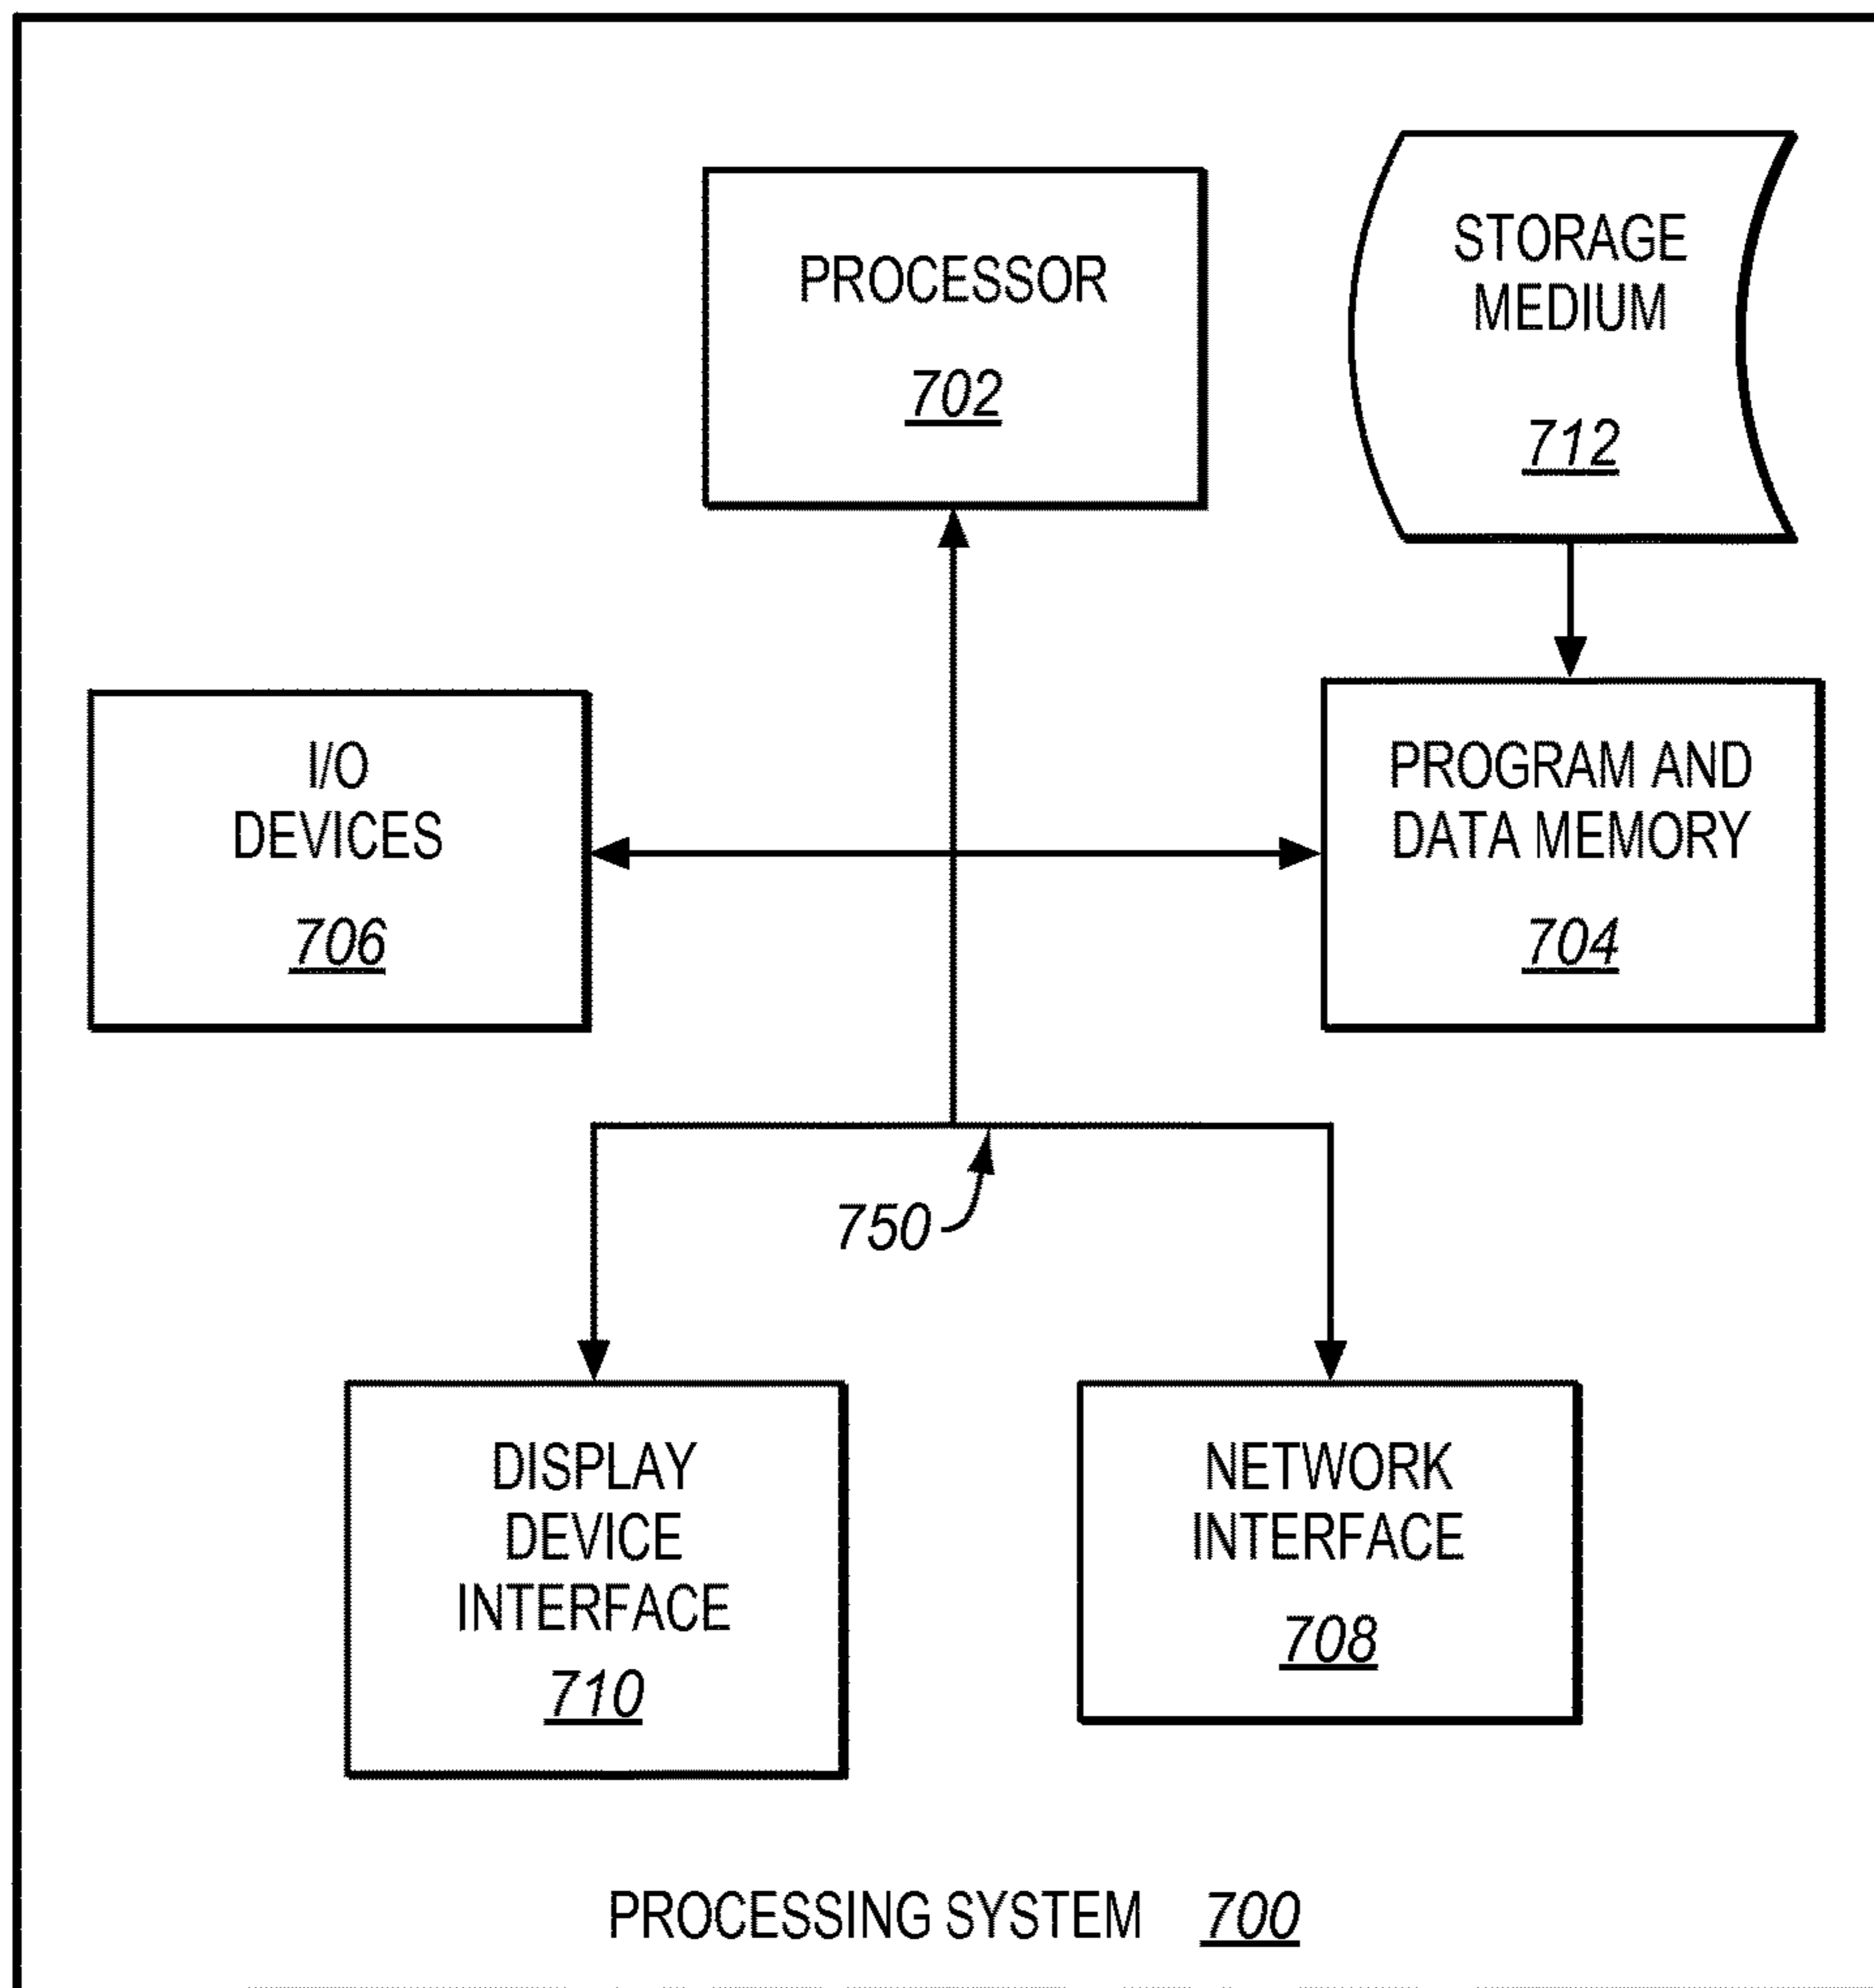 PROCESSOR
702
STORAGE
MEDIUM
712
I/O
DEVICES
706
PROGRAM AND
DATA MEMORY
704
750
DISPLAY
DEVICE
INTERFACE
710
NETWORK
INTERFACE
708
PROCESSING SYSTEM 700